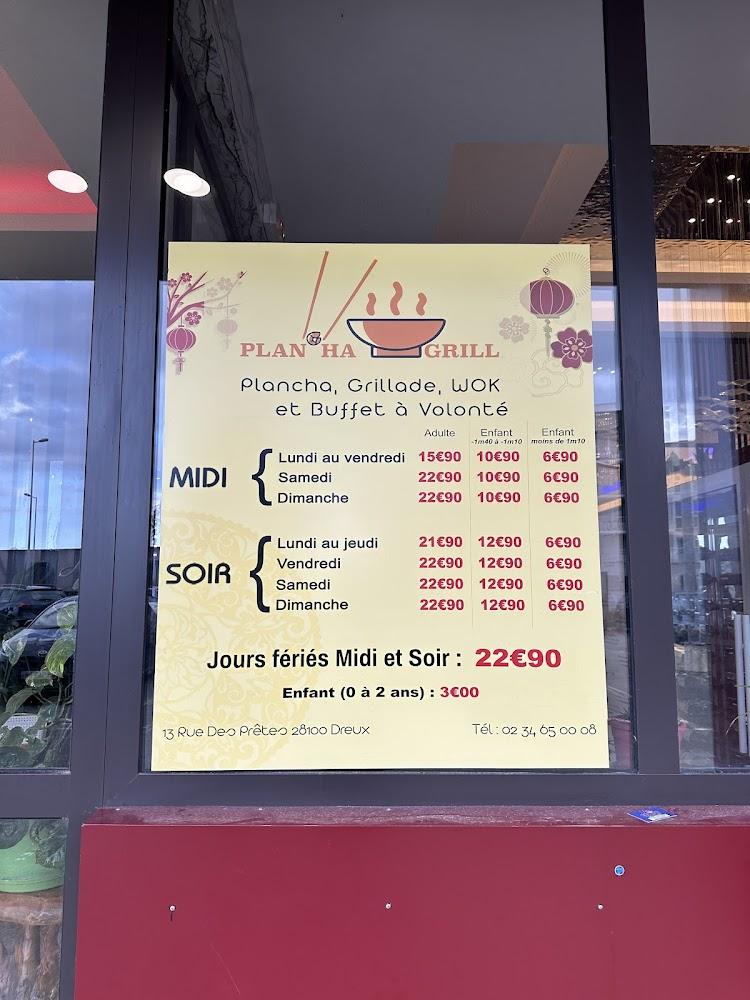 PLAN HA GRILL
Plancha, Grillade, WOK
et Buffet à Volonté
Adulte Enfant Enfant
-1m40 à -1m10 moins de 1m10
MIDI
Lundi au vendredi 15€90 10€90 6€90
Samedi 22€90 10€90 6€90
Dimanche 22€90 10€90 6€90
SOIR
Lundi au jeudi 21€90 12€90 6€90
Vendredi 22€90 12€90 6€90
Samedi 22€90 12€90 6€90
Dimanche 22€90 12€90 6€90
Jours fériés Midi et Soir : 22€90
Enfant (0 à 2 ans) : 3€00
13 Rue Des Prêtes 28100 Dreux Tél : 02 34 65 00 08